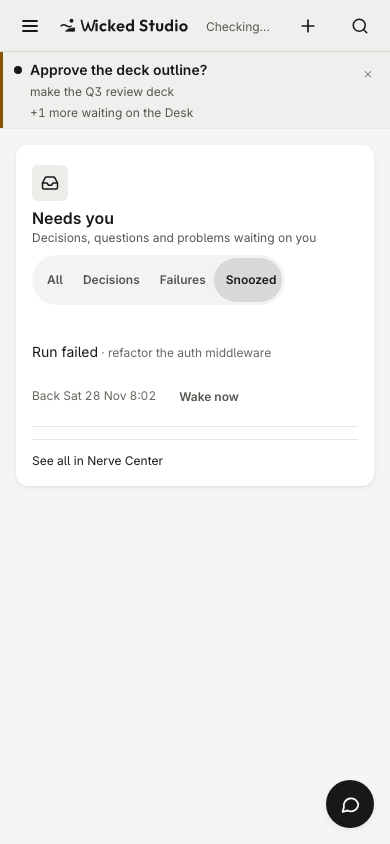 Wicked Studio
Checking...
Approve the deck outline?
×
make the Q3 review deck
+1 more waiting on the Desk
Needs you
Decisions, questions and problems waiting on you
All
Decisions
Failures
Snoozed
Run failed · refactor the auth middleware
Back Sat 28 Nov 8:02
Wake now
See all in Nerve Center